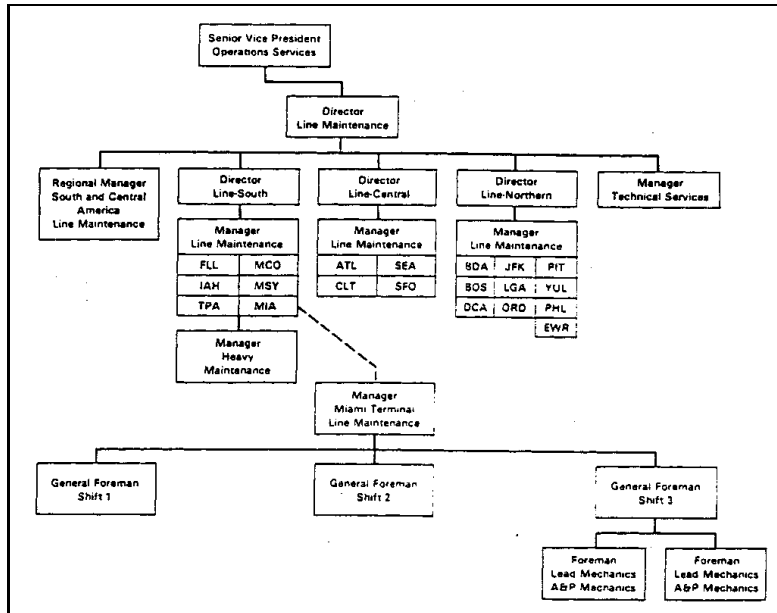 Senior Vice President
Operations Services
Director
Line Maintenance
Regional Manager
South and Central
America
Line Maintenance
Director
Line-South
Director
Line-Central
Director
Line-Northern
Manager
Technical Services
Manager
Line Maintenance
FLL MCO
IAH MSY
TPA MIA
Manager
Line Maintenance
ATL SEA
CLT SFO
Manager
Line Maintenance
BDA JFK PIT
BOS LGA YUL
DCA ORD PHL
EWR
Manager
Heavy
Maintenance
Manager
Miami Terminal
Line Maintenance
General Foreman
Shift 1
General Foreman
Shift 2
General Foreman
Shift 3
Foreman
Lead Mechanics
A&P Mechanics
Foreman
Lead Mechanics
A&P Mechanics